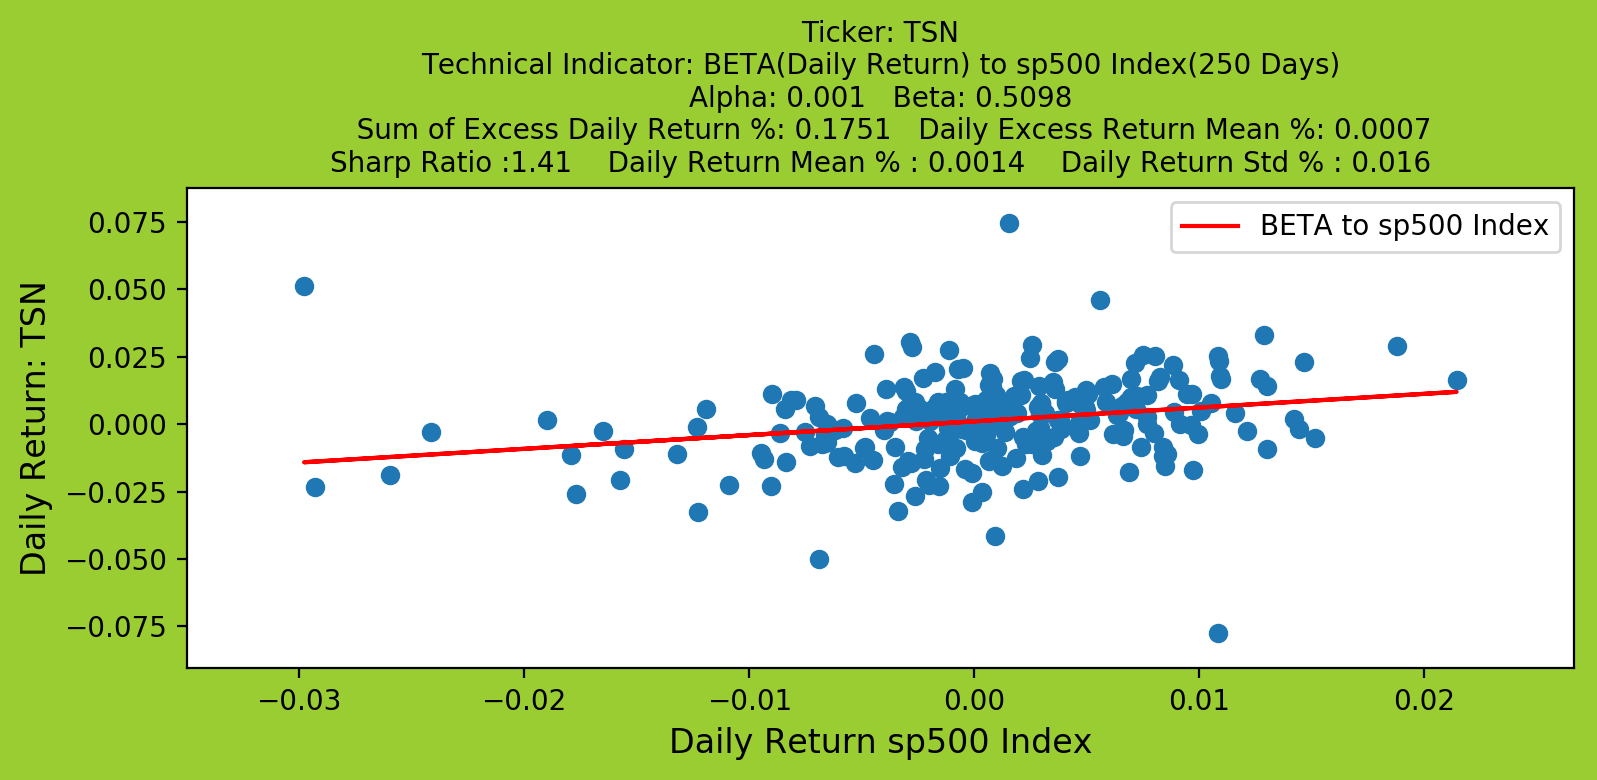 Ticker: TSN
Technical Indicator: BETA(Daily Return) to sp500 Index(250 Days)
Alpha: 0.001   Beta: 0.5098
Sum of Excess Daily Return %: 0.1751   Daily Excess Return Mean %: 0.0007
Sharp Ratio :1.41    Daily Return Mean % : 0.0014    Daily Return Std % : 0.016
BETA to sp500 Index
Daily Return: TSN
0.075
0.050
0.025
0.000
−0.025
−0.050
−0.075
−0.03 −0.02 −0.01 0.00 0.01 0.02
Daily Return sp500 Index